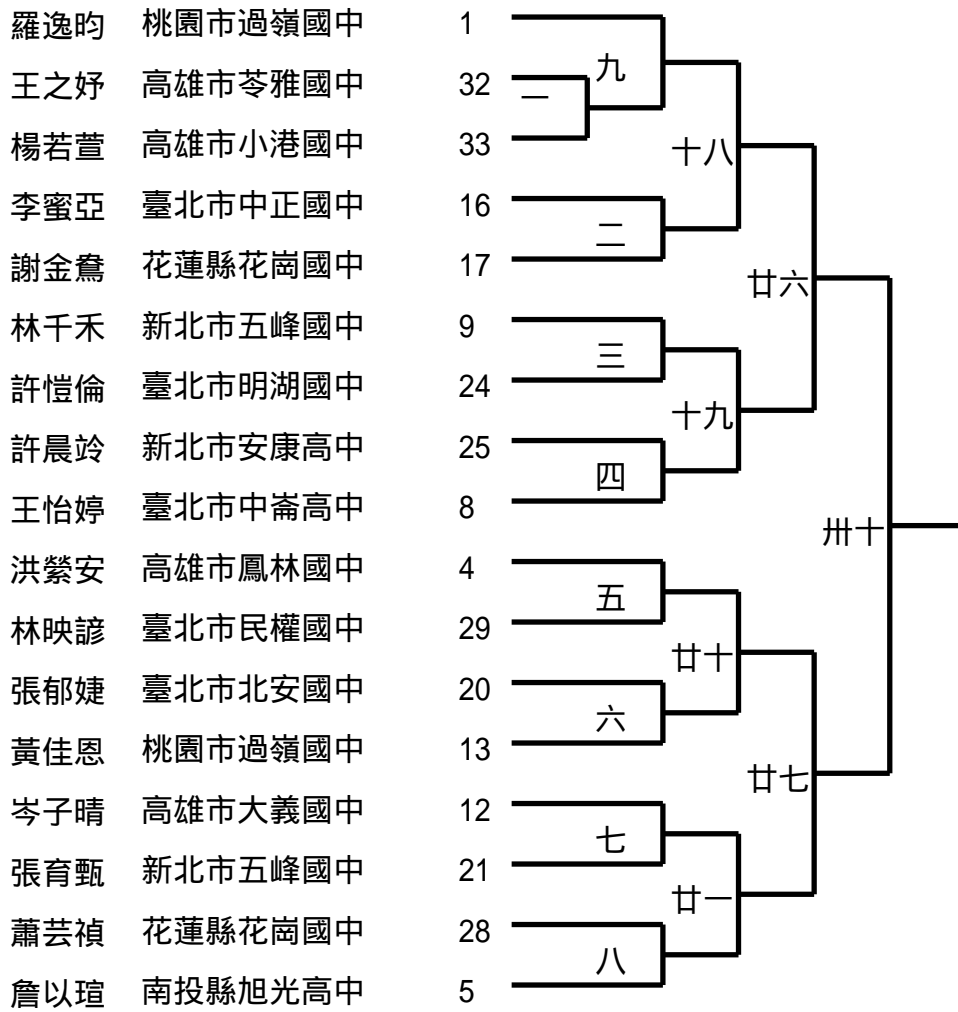 羅逸昀 桃園市過嶺國中 1
王之妤 高雄市苓雅國中 32
楊若萱 高雄市小港國中 33
李蜜亞 臺北市中正國中 16
謝金鴦 花蓮縣花崗國中 17
林千禾 新北市五峰國中 9
許愷倫 臺北市明湖國中 24
許晨竛 新北市安康高中 25
王怡婷 臺北市中崙高中 8
洪縈安 高雄市鳳林國中 4
林映諺 臺北市民權國中 29
張郁婕 臺北市北安國中 20
黃佳恩 桃園市過嶺國中 13
岑子晴 高雄市大義國中 12
張育甄 新北市五峰國中 21
蕭芸禎 花蓮縣花崗國中 28
詹以瑄 南投縣旭光高中 5
九
一
十八
二
廿六
三
十九
四
卅十
五
廿十
六
廿七
七
廿一
八